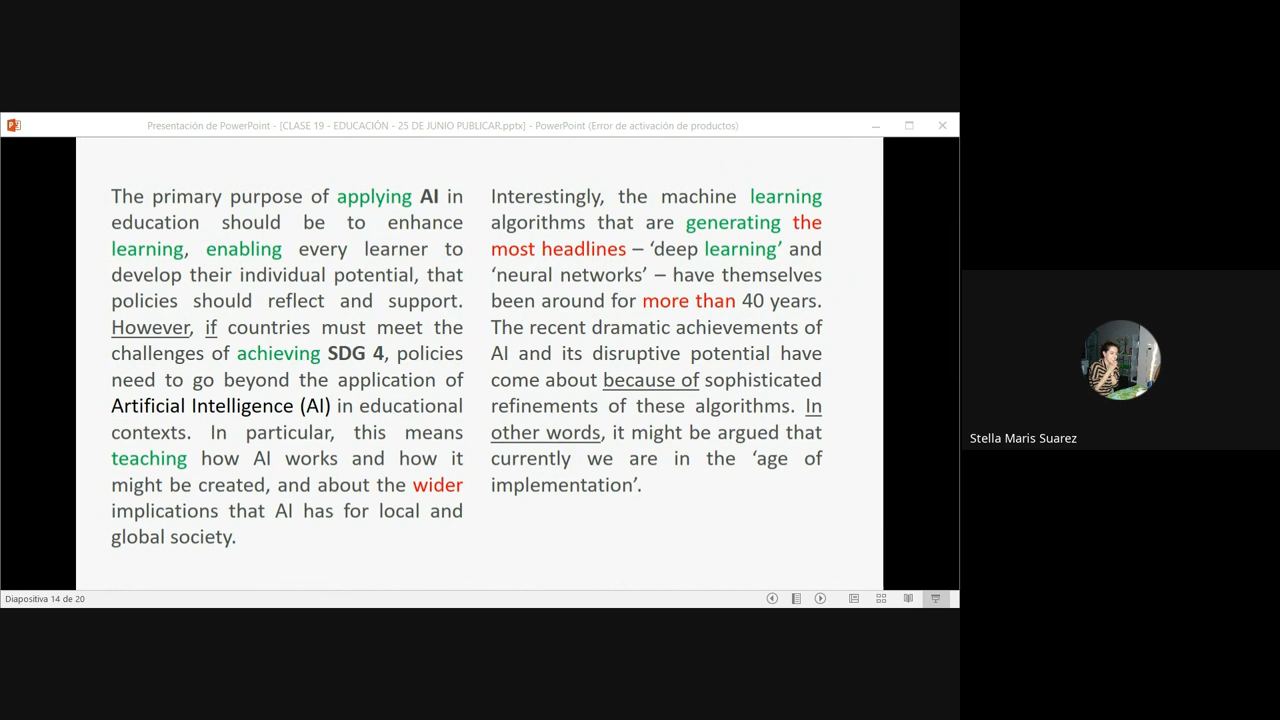 Presentación de PowerPoint - [CLASE 19 - EDUCACIÓN - 25 DE JUNIO PUBLICAR.pptx] - PowerPoint (Error de activación de productos)
The primary purpose of applying AI in
education should be to enhance
learning, enabling every learner to
develop their individual potential, that
policies should reflect and support.
However, if countries must meet the
challenges of achieving SDG 4, policies
need to go beyond the application of
Artificial Intelligence (AI) in educational
contexts. In particular, this means
teaching how AI works and how it
might be created, and about the wider
implications that AI has for local and
global society.
Interestingly, the machine learning
algorithms that are generating the
most headlines – ‘deep learning’ and
‘neural networks’ – have themselves
been around for more than 40 years.
The recent dramatic achievements of
AI and its disruptive potential have
come about because of sophisticated
refinements of these algorithms. In
other words, it might be argued that
currently we are in the ‘age of
implementation’.
Stella Maris Suarez
Diapositiva 14 de 20